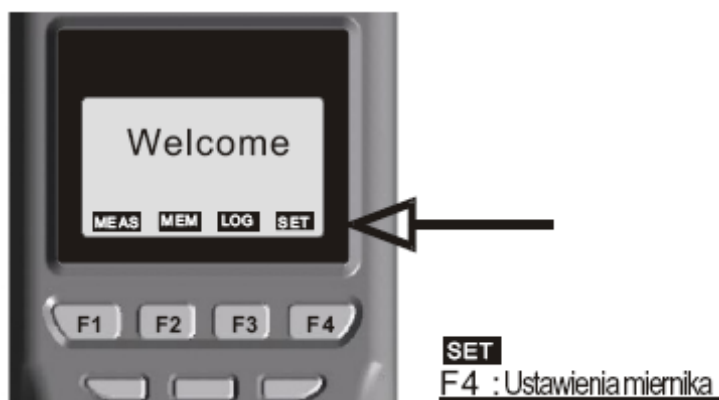 Welcome
MEAS MEM LOG SET
F1 F2 F3 F4
SET
F4 : Ustawienia miernika